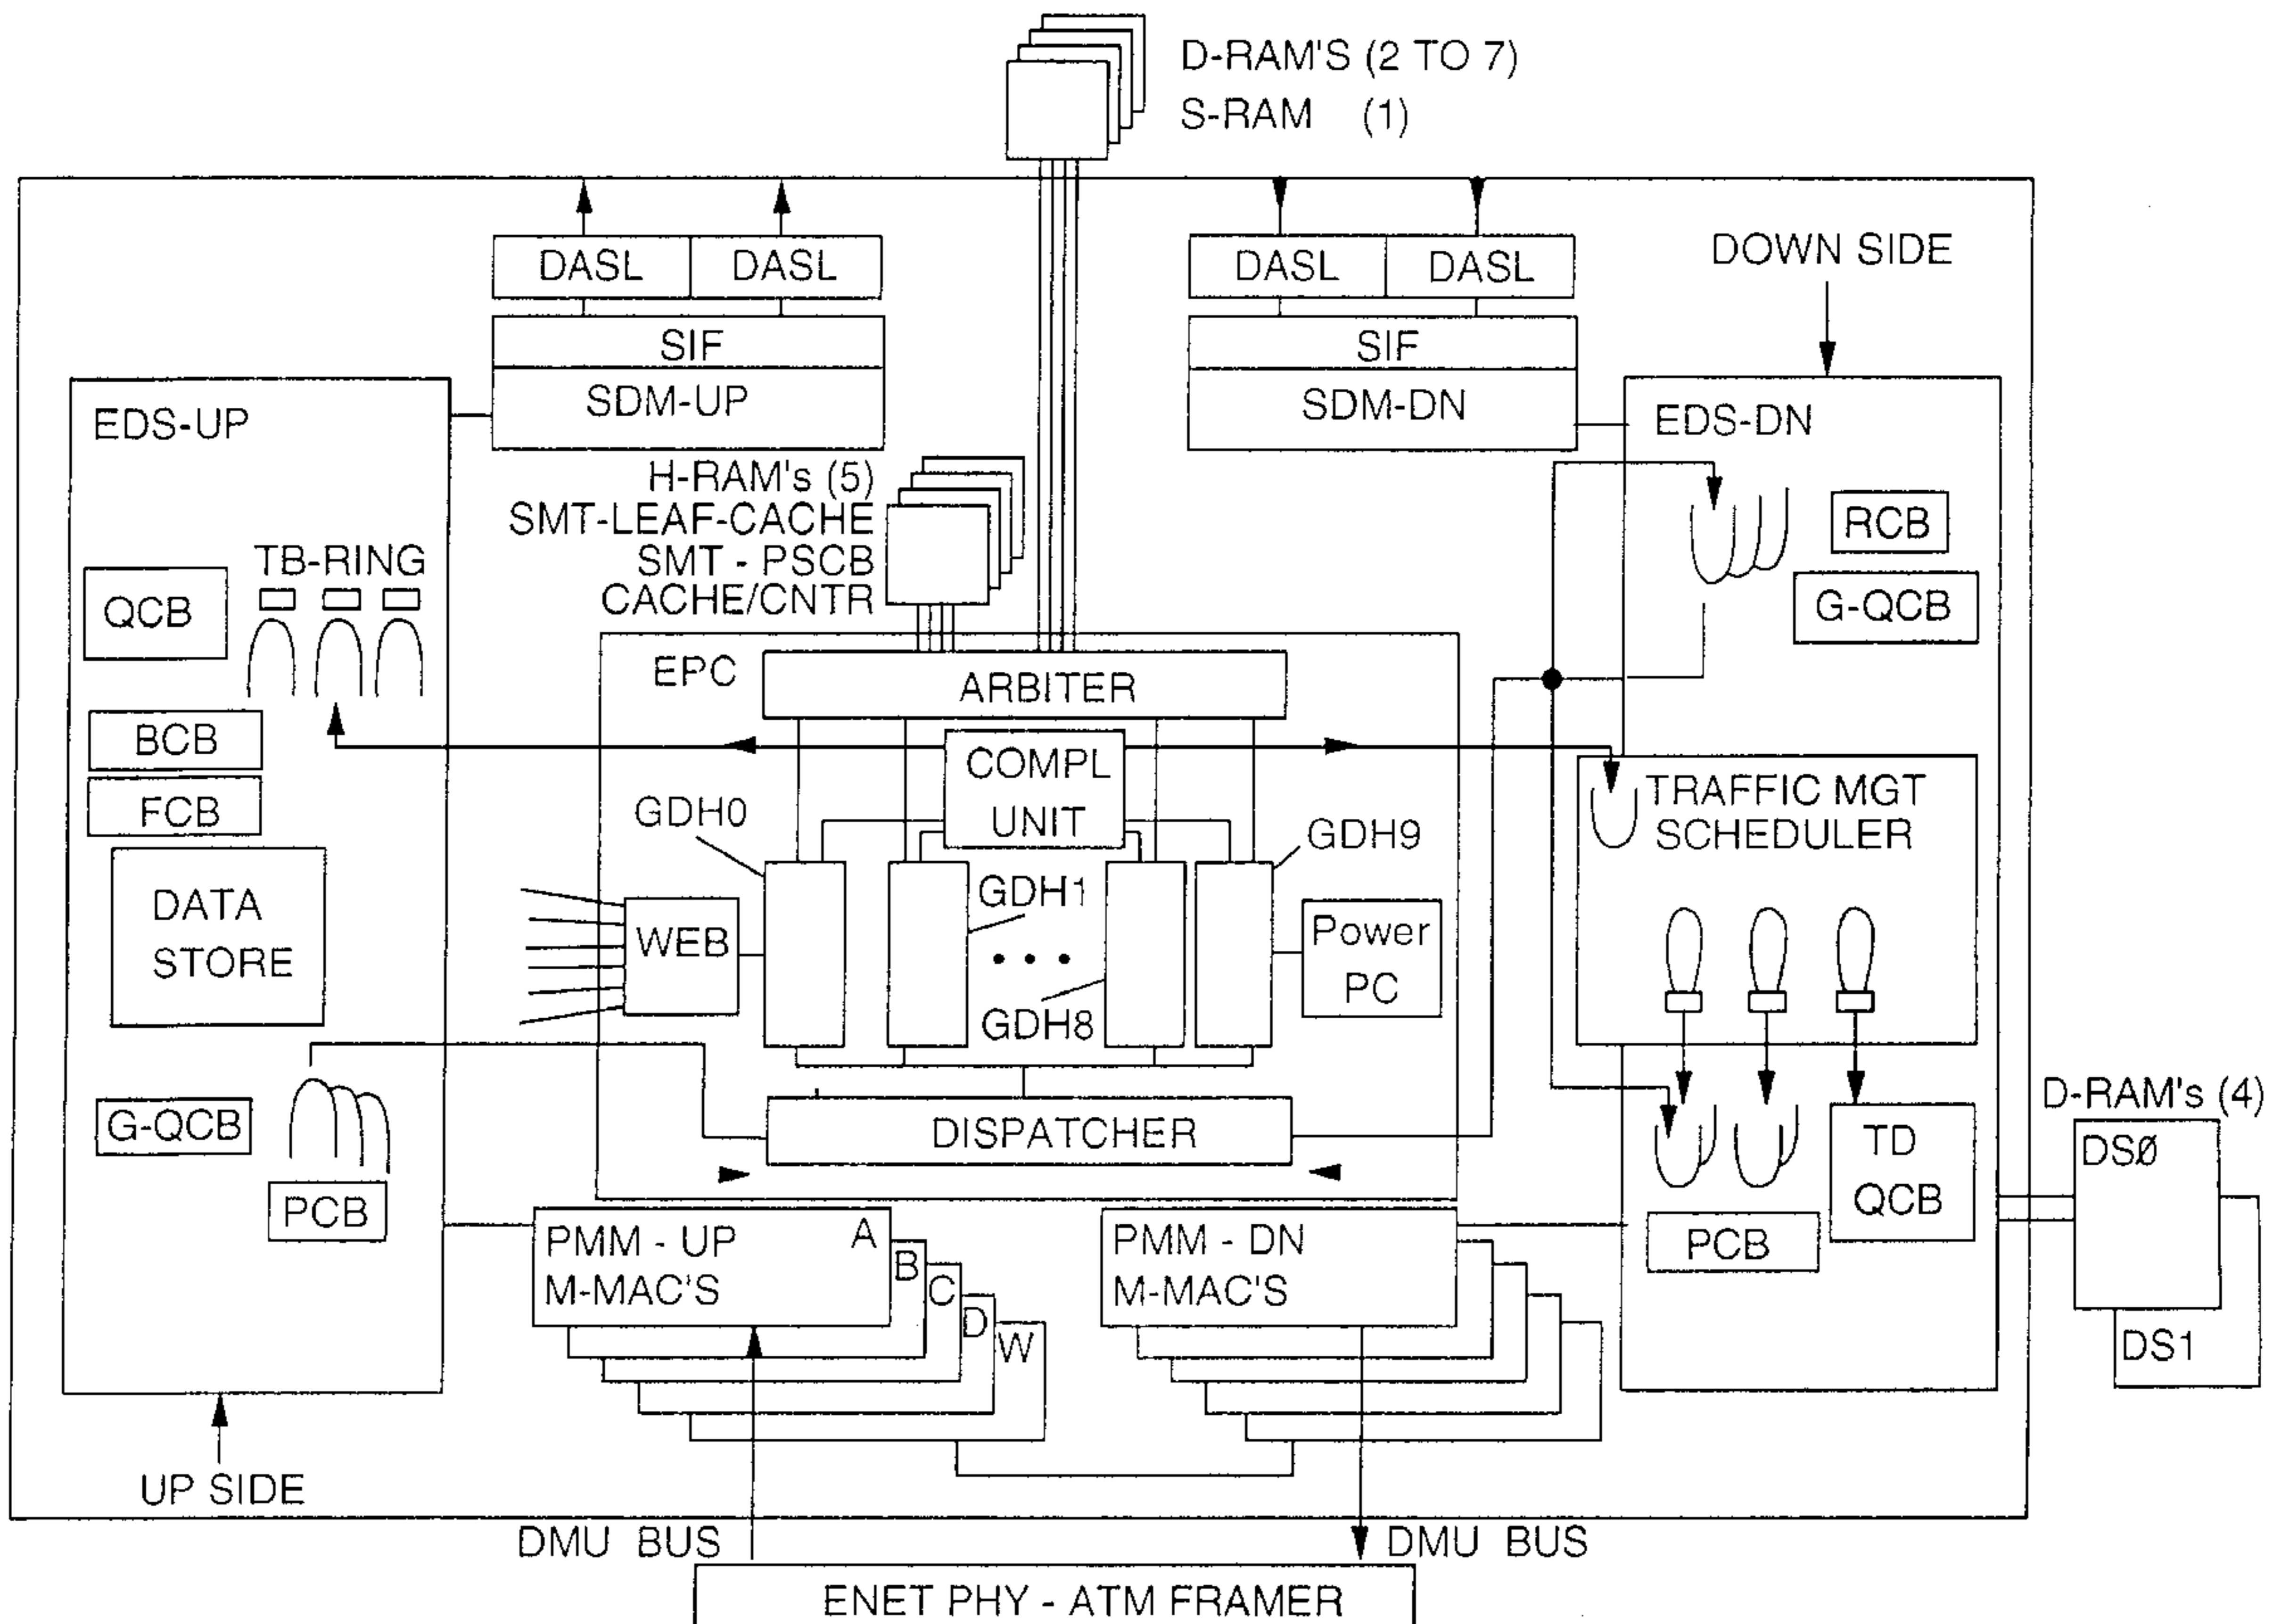 D-RAM'S (2 TO 7)
S-RAM (1)
DASL
DASL
SIF
SDM-UP
DASL
DASL
SIF
SDM-DN
DOWN SIDE
EDS-UP
QCB
TB-RING
BCB
FCB
DATA
STORE
G-QCB
PCB
UP SIDE
H-RAM's (5)
SMT-LEAF-CACHE
SMT - PSCB
CACHE/CNTR
EPC
ARBITER
COMPL
UNIT
GDH0
GDH9
GDH1
GDH8
WEB
Power
PC
DISPATCHER
EDS-DN
RCB
G-QCB
TRAFFIC MGT
SCHEDULER
TD
QCB
PCB
D-RAM's (4)
DSØ
DS1
PMM - UP A
M-MAC'S
B
C
D
W
PMM - DN
M-MAC'S
DMU BUS
DMU BUS
ENET PHY - ATM FRAMER